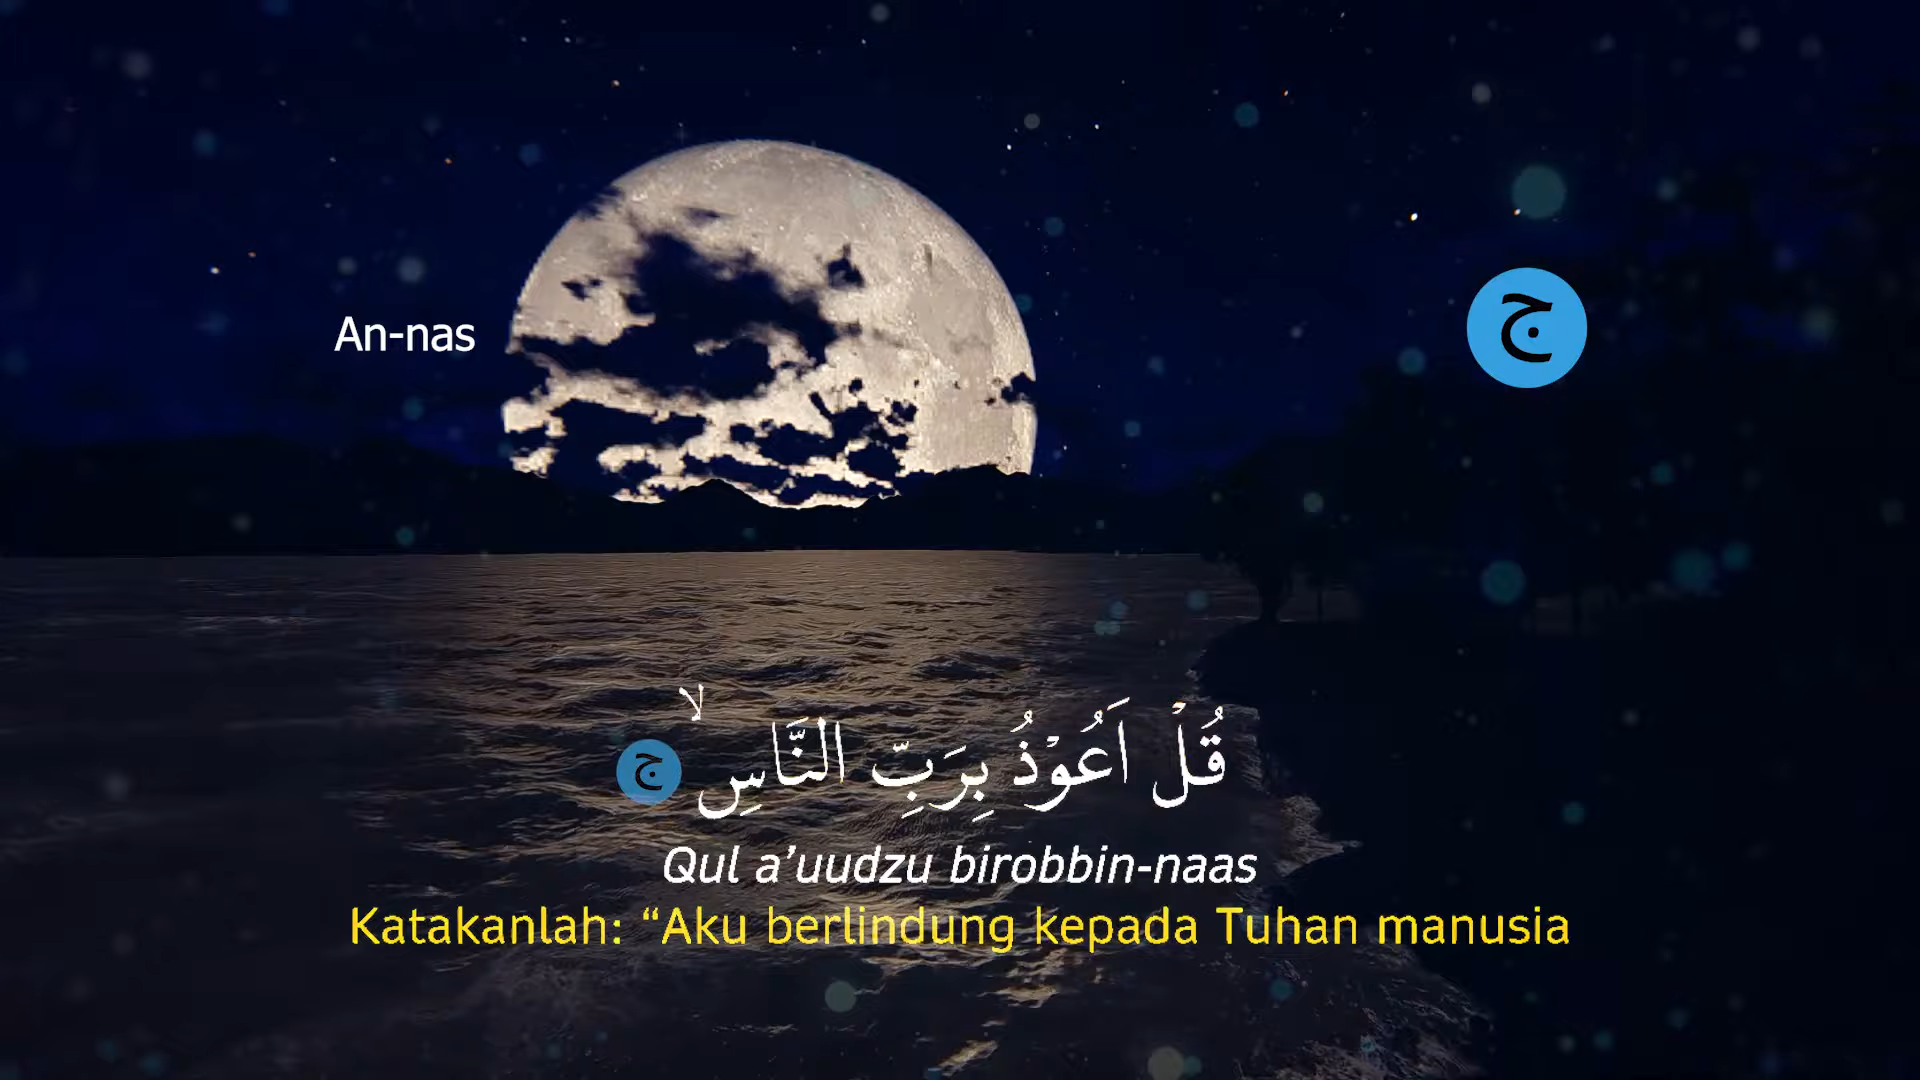 An-nas
ج
قُلْ اَعُوْذُ بِرَبِّ النَّاسِۙ ج
Qul a’uudzu birobbin-naas
Katakanlah: “Aku berlindung kepada Tuhan manusia